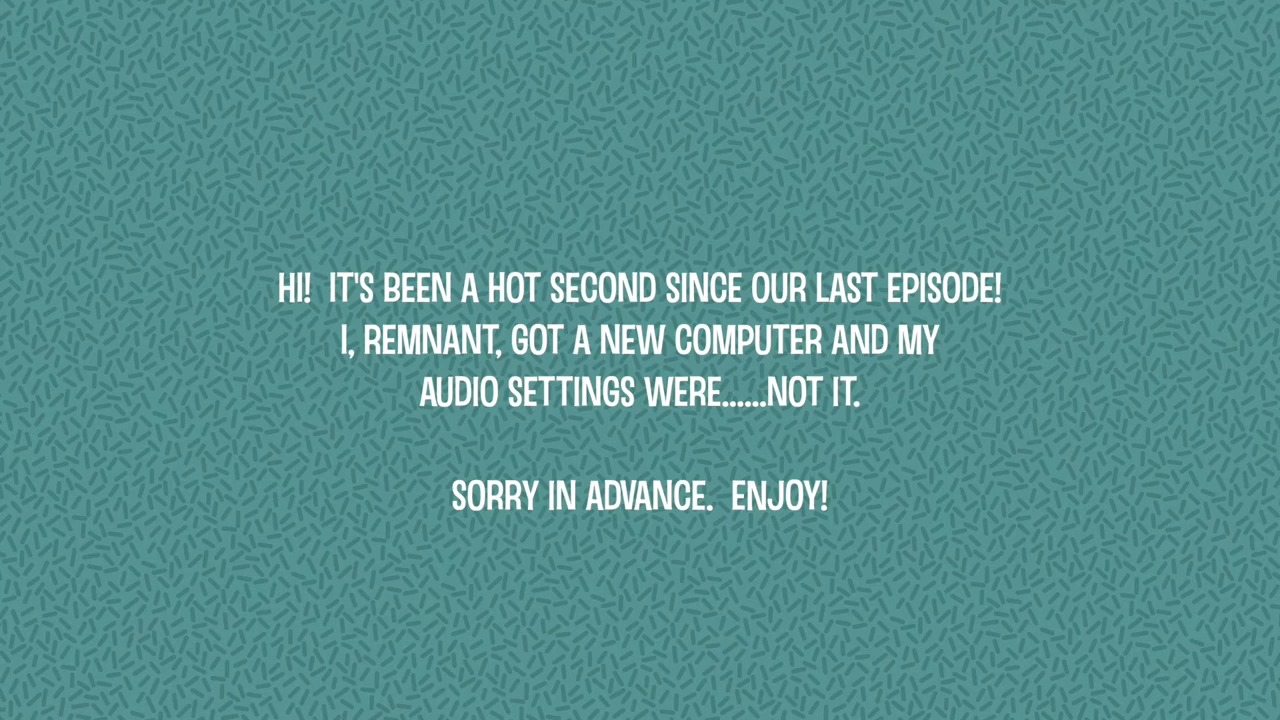 HI!  IT'S BEEN A HOT SECOND SINCE OUR LAST EPISODE!
I, REMNANT, GOT A NEW COMPUTER AND MY
AUDIO SETTINGS WERE......NOT IT.
SORRY IN ADVANCE.  ENJOY!